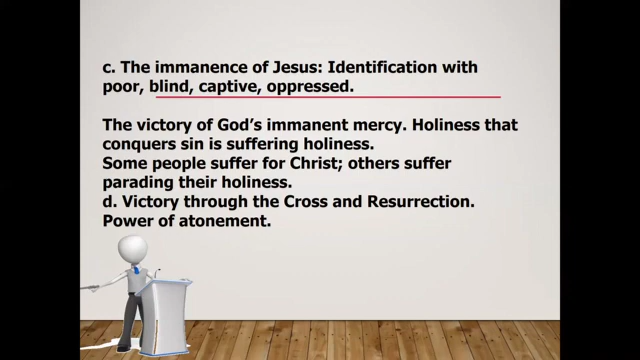 c. The immanence of Jesus: Identification with
poor, blind, captive, oppressed.
The victory of God's immanent mercy. Holiness that
conquers sin is suffering holiness.
Some people suffer for Christ; others suffer
parading their holiness.
d. Victory through the Cross and Resurrection.
Power of atonement.